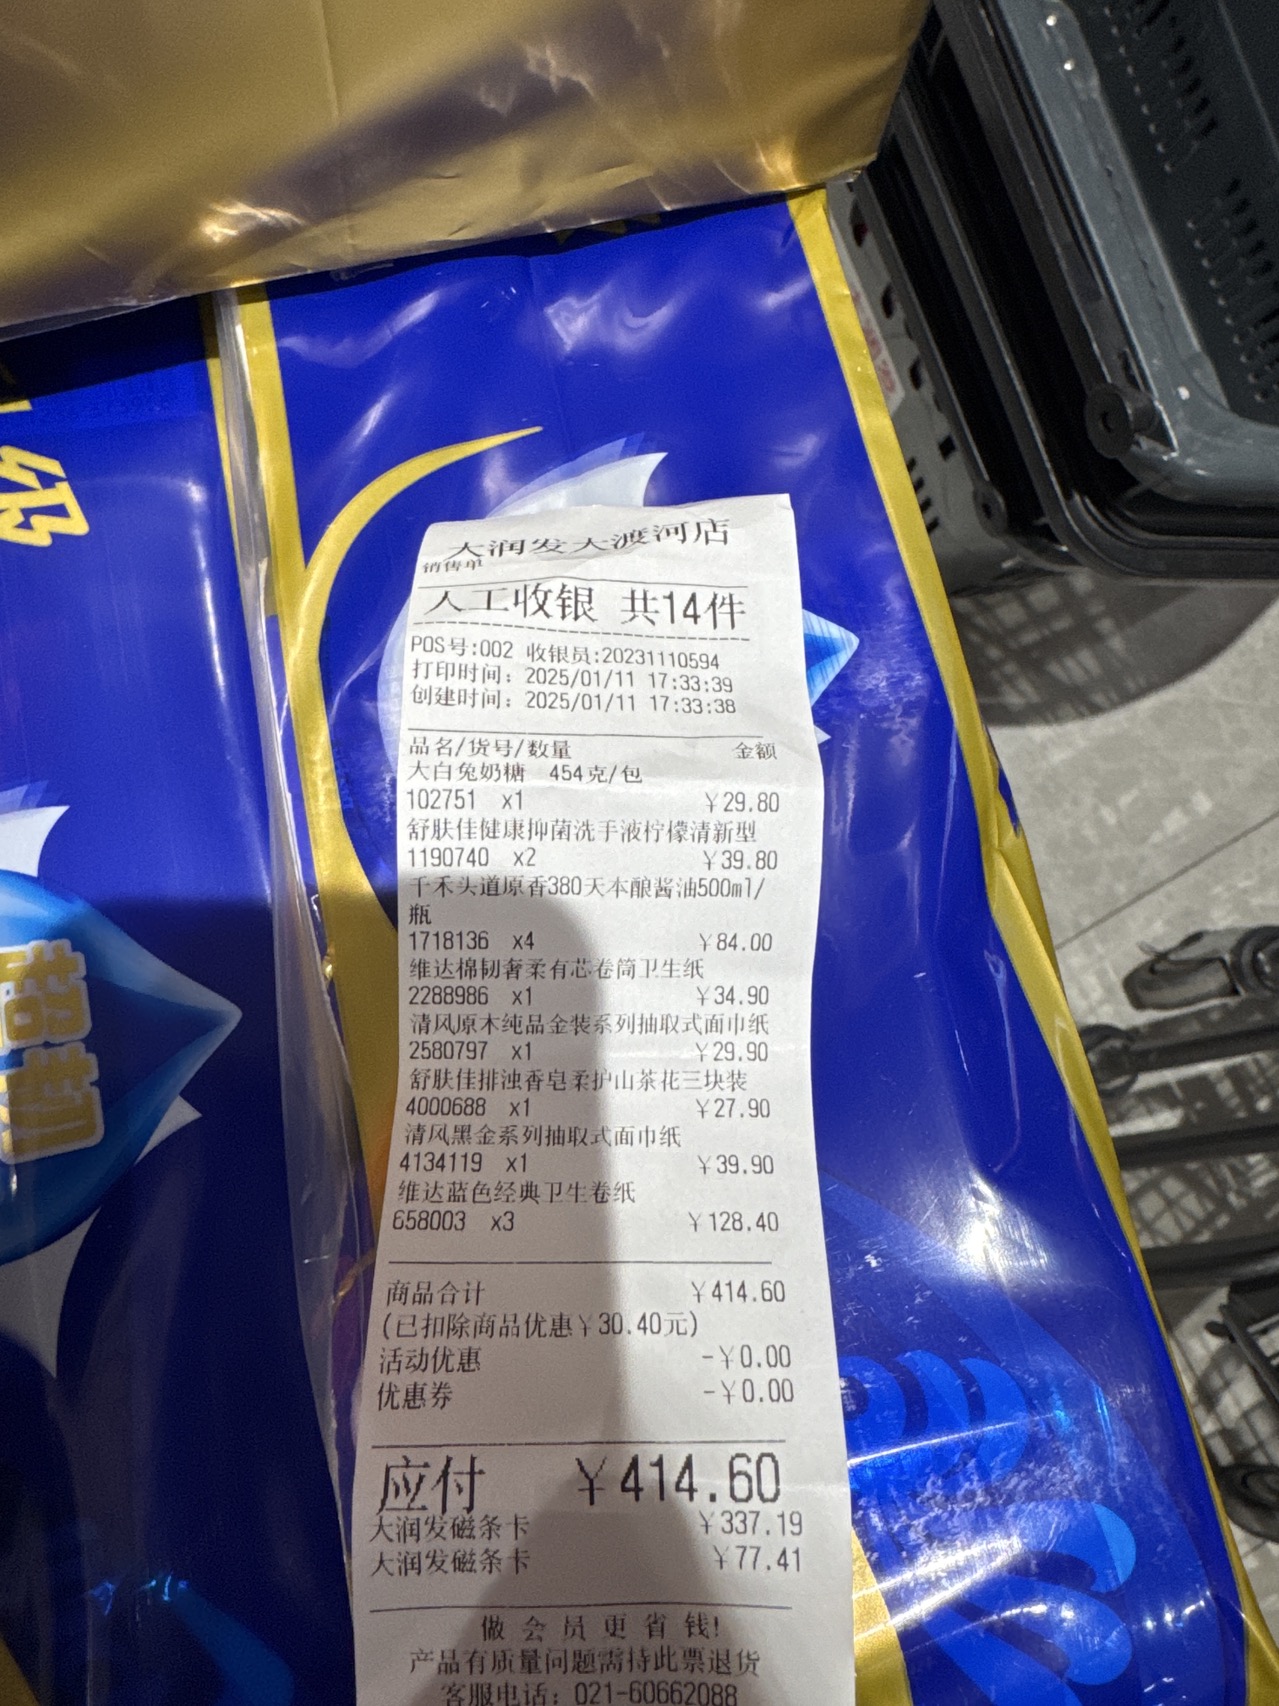 级
超韧
大润发大渡河店
销售单
人工收银 共14件
POS号:002 收银员:20231110594
打印时间: 2025/01/11 17:33:39
创建时间: 2025/01/11 17:33:38
品名/货号/数量 金额
大白兔奶糖 454克/包
102751 x1 ¥29.80
舒肤佳健康抑菌洗手液柠檬清新型
1190740 x2 ¥39.80
千禾头道原香380天本酿酱油500ml/
瓶
1718136 x4 ¥84.00
维达棉韧奢柔有芯卷筒卫生纸
2288986 x1 ¥34.90
清风原木纯品金装系列抽取式面巾纸
2580797 x1 ¥29.90
舒肤佳排浊香皂柔护山茶花三块装
4000688 x1 ¥27.90
清风黑金系列抽取式面巾纸
4134119 x1 ¥39.90
维达蓝色经典卫生卷纸
658003 x3 ¥128.40
商品合计 ¥414.60
(已扣除商品优惠¥30.40元)
活动优惠 -¥0.00
优惠券 -¥0.00
应付 ¥414.60
大润发磁条卡 ¥337.19
大润发磁条卡 ¥77.41
做会员更省钱!
产品有质量问题需持此票退货
客服电话: 021-60662088